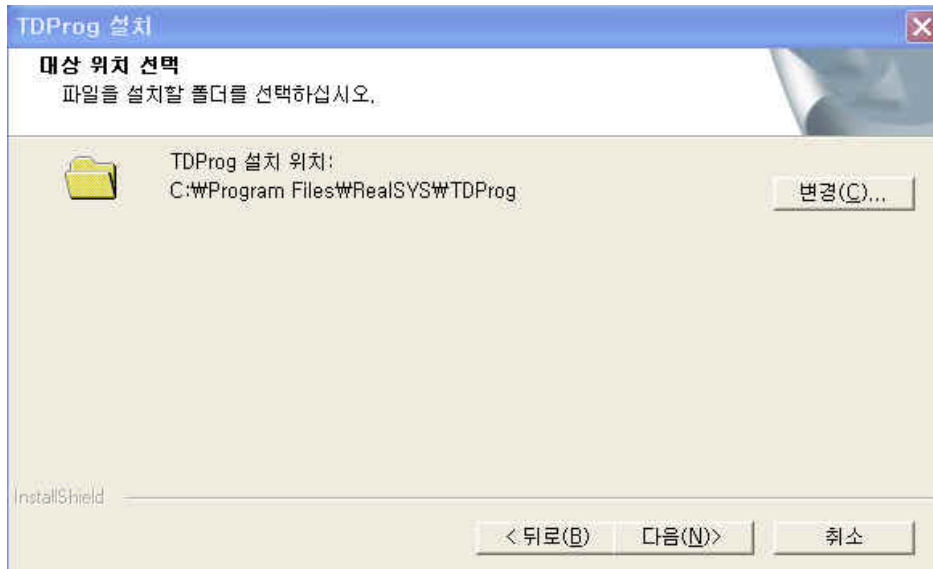 TDProg 설치
대상 위치 선택
파일을 설치할 폴더를 선택하십시오.
TDProg 설치 위치:
C:₩Program Files₩RealSYS₩TDProg
변경(C)...
InstallShield
< 뒤로(B)
다음(N)>
취소